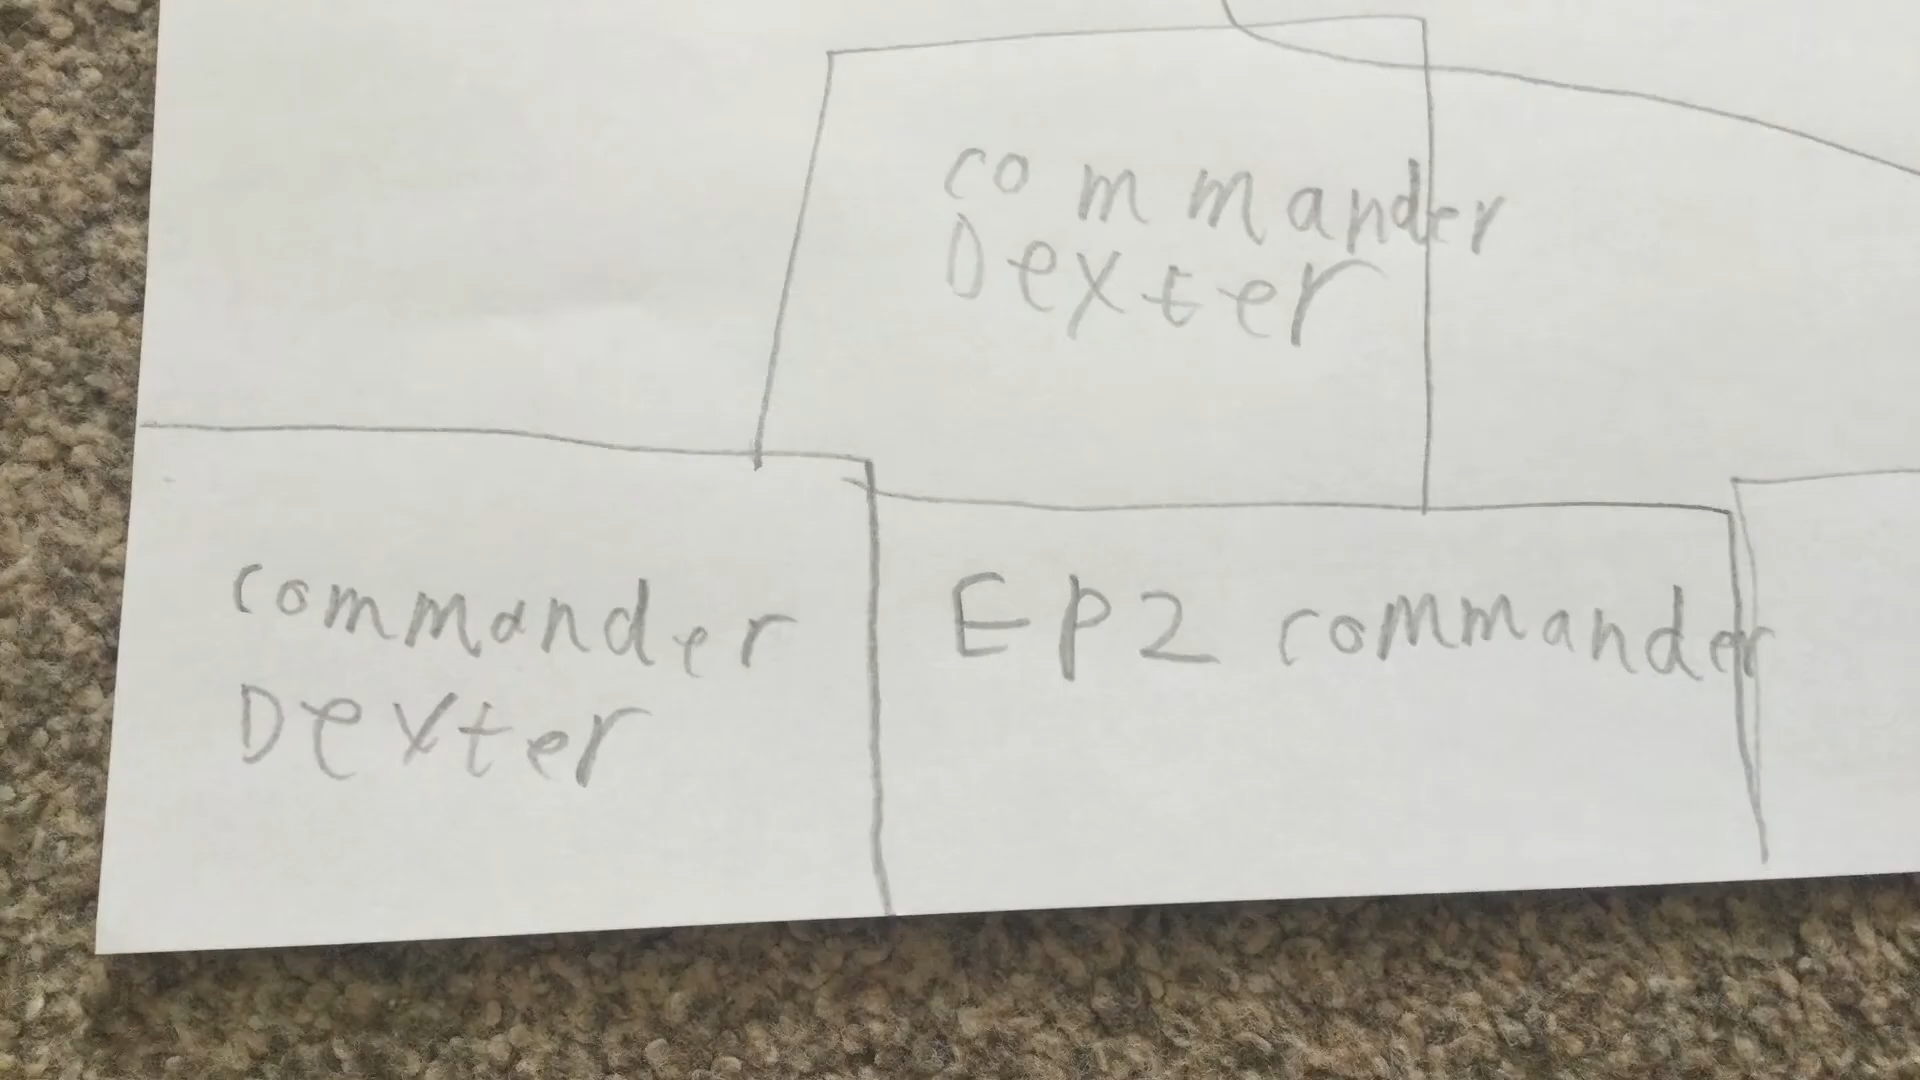 commander
Dexter
commander
Dexter
EP2 commander